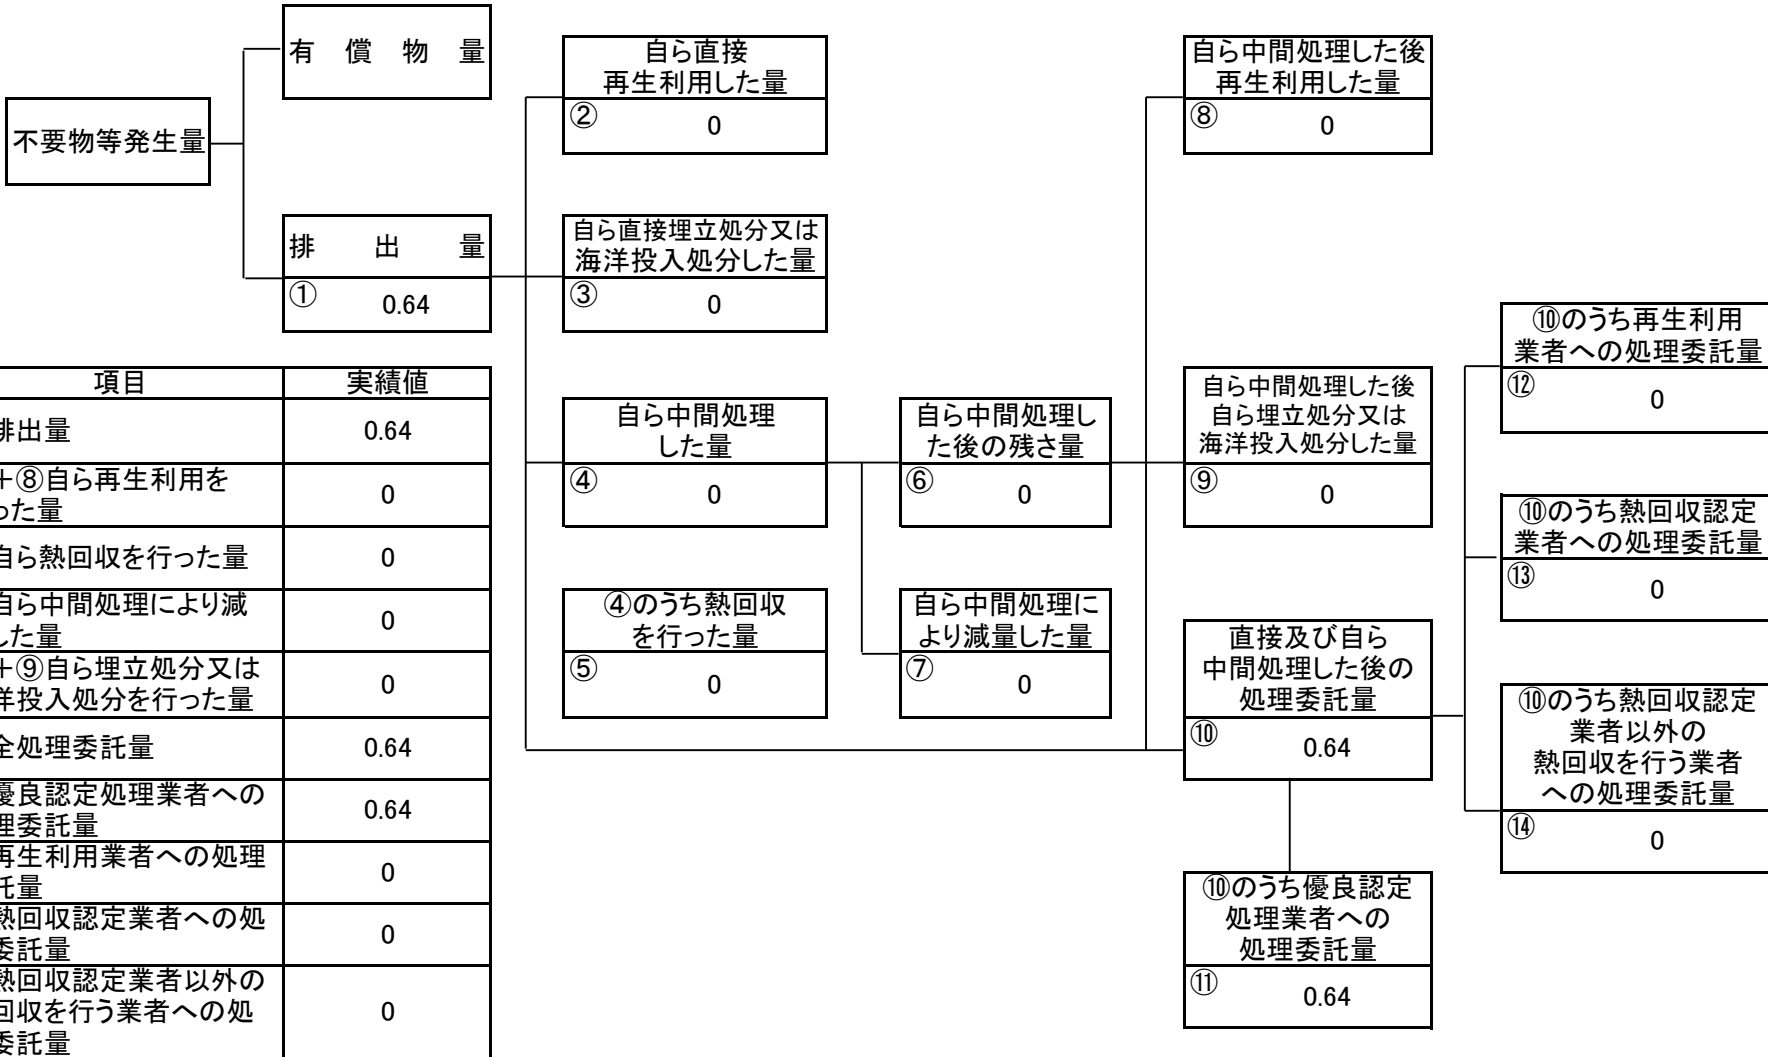 有償物量
不要物等発生量
排出量
①
0.64
自ら直接
再生利用した量
②
0
自ら直接埋立処分又は
海洋投入処分した量
③
0
自ら中間処理
した量
④
0
④のうち熱回収
を行った量
⑤
0
自ら中間処理し
た後の残さ量
⑥
0
自ら中間処理に
より減量した量
⑦
0
自ら中間処理した後
再生利用した量
⑧
0
自ら中間処理した後
自ら埋立処分又は
海洋投入処分した量
⑨
0
直接及び自ら
中間処理した後の
処理委託量
⑩
0.64
⑩のうち優良認定
処理業者への
処理委託量
⑪
0.64
⑩のうち再生利用
業者への処理委託量
⑫
0
⑩のうち熱回収認定
業者への処理委託量
⑬
0
⑩のうち熱回収認定
業者以外の
熱回収を行う業者
への処理委託量
⑭
0
項目 実績値
排出量 0.64
+⑧自ら再生利用を
った量 0
自ら熱回収を行った量 0
自ら中間処理により減
した量 0
+⑨自ら埋立処分又は
洋投入処分を行った量 0
全処理委託量 0.64
優良認定処理業者への
理委託量 0.64
再生利用業者への処理
託量 0
熱回収認定業者への処
委託量 0
熱回収認定業者以外の
回収を行う業者への処
委託量 0